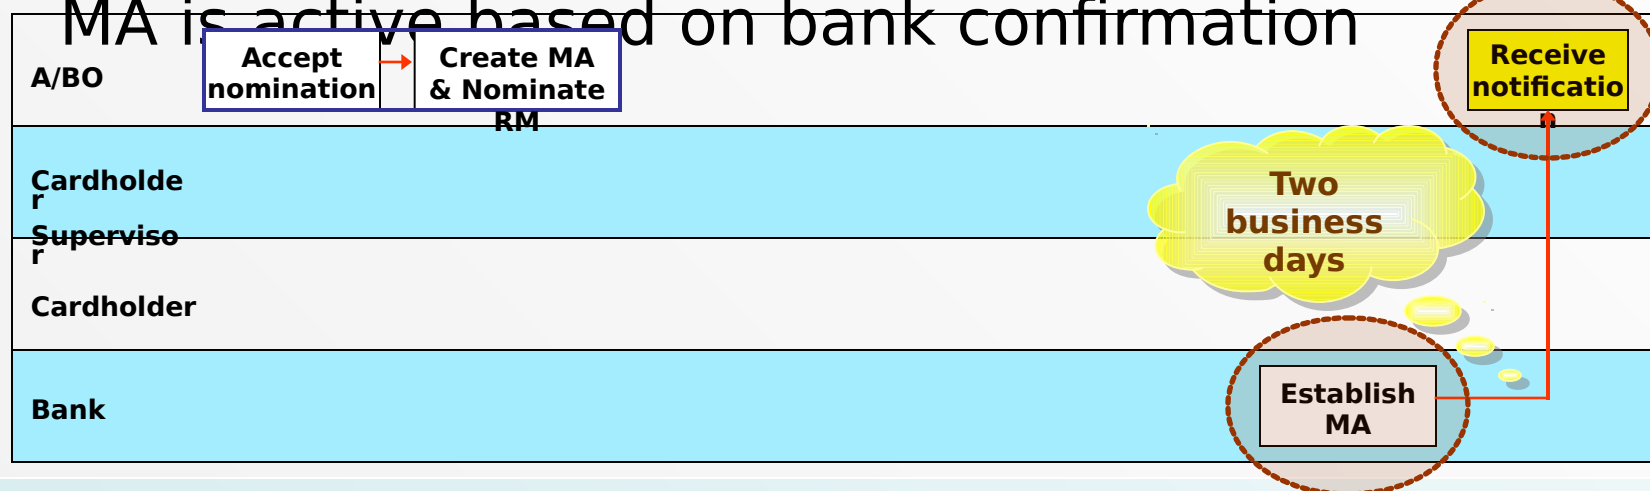 MA is active based on bank confirmation
A/BO
Accept
nomination
Create MA
& Nominate
RM
Receive
notificatio
n
Cardholde
r
Superviso
r
Two
business
days
Cardholder
Bank
Establish
MA